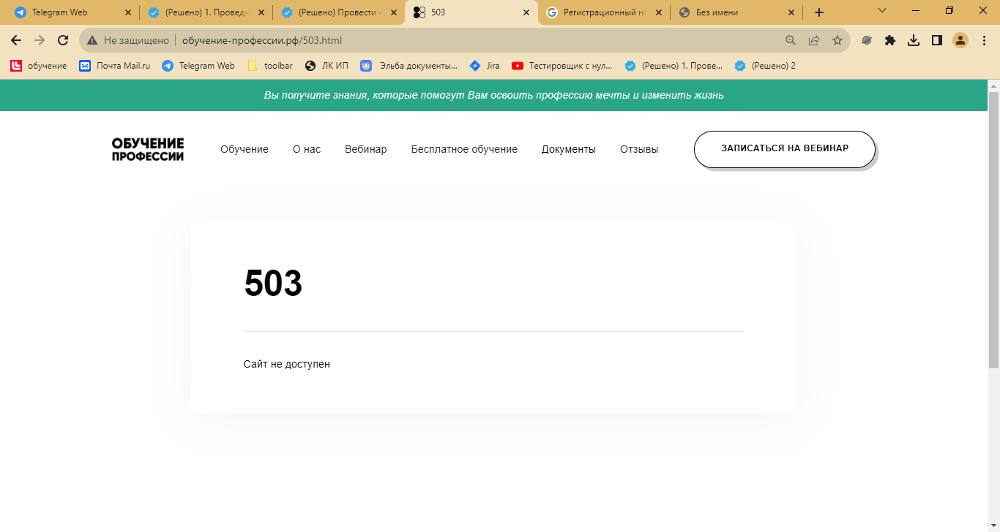 Telegram Web
(Решено) 1. Проведи
(Решено) Провести и
503
Регистрационный но
Без имени
Не защищено
обучение-профессии.рф/503.html
обучение
Почта Mail.ru
Telegram Web
toolbar
ЛК ИП
Эльба документы...
Jira
Тестировщик с нул...
(Решено) 1. Прове...
(Решено) 2
Вы получите знания, которые помогут Вам освоить профессию мечты и изменить жизнь
ОБУЧЕНИЕ
ПРОФЕССИИ
Обучение
О нас
Вебинар
Бесплатное обучение
Документы
Отзывы
ЗАПИСАТЬСЯ НА ВЕБИНАР
503
Сайт не доступен